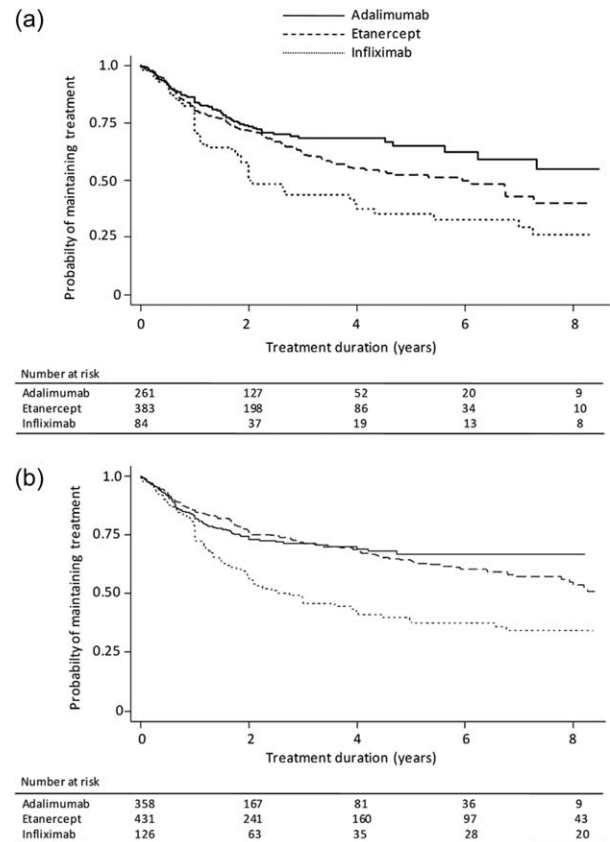 (a)
Adalimumab
Etanercept
Infliximab
1.0
0.75
0.50
0.25
0
Probabilty of maintaining treatment
0 2 4 6 8
Treatment duration (years)
Number at risk
Adalimumab 261 127 52 20 9
Etanercept 383 198 86 34 10
Infliximab 84 37 19 13 8
(b)
1.0
0.75
0.50
0.25
0
Probabilty of maintaining treatment
0 2 4 6 8
Treatment duration (years)
Number at risk
Adalimumab 358 167 81 36 9
Etanercept 431 241 160 97 43
Infliximab 126 63 35 28 20